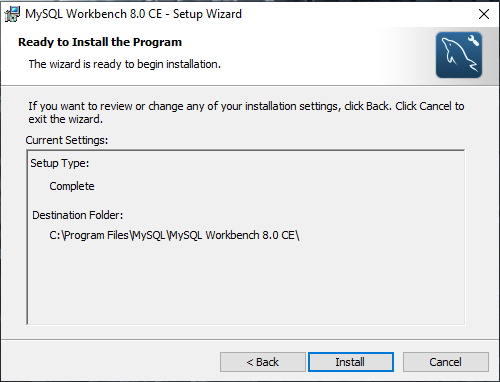 MySQL Workbench 8.0 CE - Setup Wizard
Ready to Install the Program
The wizard is ready to begin installation.
If you want to review or change any of your installation settings, click Back. Click Cancel to
exit the wizard.
Current Settings:
Setup Type:
Complete
Destination Folder:
C:\Program Files\MySQL\MySQL Workbench 8.0 CE\
< Back
Install
Cancel